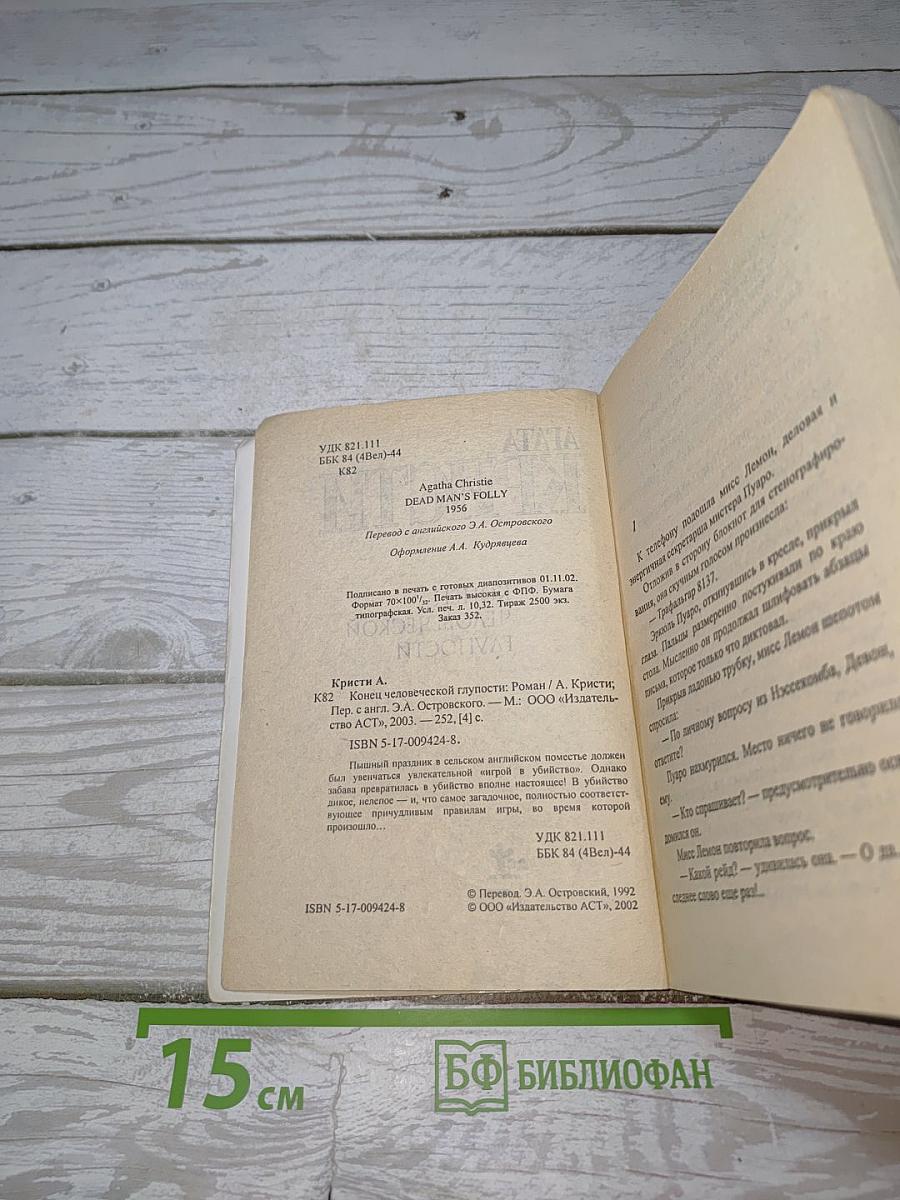 УДК 821.111
ББК 84 (4Вел)-44
К82
Agatha Christie
DEAD MAN'S FOLLY
1956
Перевод с английского Э.А. Островского
Оформление А.А. Кудрявцева
Подписано в печать с готовых диапозитивов 01.11.02.
Формат 70×100¹/₃₂. Печать высокая с ФПФ. Бумага
типографская. Усл. печ. л. 10,32. Тираж 2500 экз.
Заказ 352.
Кристи А.
К82 Конец человеческой глупости: Роман / А. Кристи;
Пер. с англ. Э.А. Островского. — М.: ООО «Издатель-
ство АСТ», 2003. — 252, [4] с.
ISBN 5-17-009424-8.
Пышный праздник в сельском английском поместье должен
был увенчаться увлекательной «игрой в убийство». Однако
забава превратилась в убийство вполне настоящее! В убийство
дикое, нелепое — и, что самое загадочное, полностью соответст-
вующее причудливым правилам игры, во время которой
произошло...
УДК 821.111
ББК 84 (4Вел)-44
© Перевод. Э.А. Островский, 1992
ISBN 5-17-009424-8 © ООО «Издательство АСТ», 2002
1
К телефону подошла мисс Лемон, деловая и
энергичная секретарша мистера Пуаро.
Отложив в сторону блокнот для стенографиро-
вания, она скучным голосом произнесла:
— Трафальгар 8137.
Эркюль Пуаро, откинувшись в кресле, прикрыл
глаза. Пальцы размеренно постукивали по краю
стола. Мысленно он продолжал шлифовать абзацы
письма, которое только что диктовал.
Прикрыв ладонью трубку, мисс Лемон шепотом
спросила:
— По личному вопросу из Нэссекомба, Девон,
ответите?
Пуаро нахмурился. Место ничего не говорило
ему.
— Кто спрашивает? — предусмотрительно
домился он.
Мисс Лемон повторила вопрос.
— Какой рейд? — удивилась она. — О да.
следнее слово еще раз!...
15 см
БФ БИБЛИОФАН